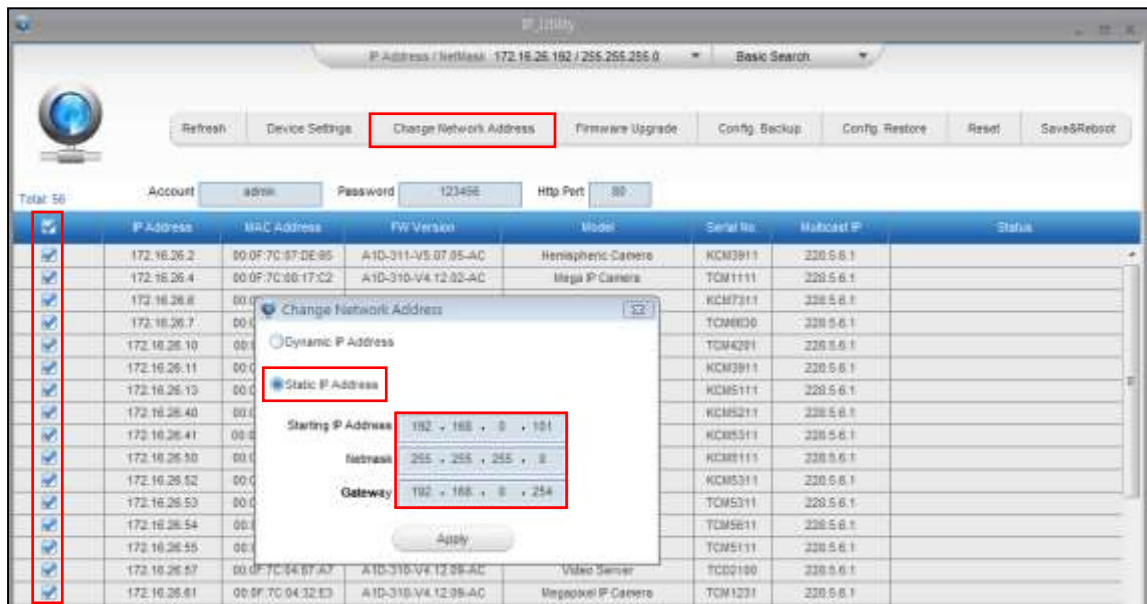 IP_Utility
IP Address / NetMask 172.16.26.192 / 255.255.255.0 Basic Search
Refresh Device Settings Change Network Address Firmware Upgrade Config. Backup Config. Restore Reset Save&Reboot
Total: 56 Account admin Password 123456 Http Port 80
IP Address MAC Address FW Version Model Serial No. Multicast IP Status
172.16.26.2 00:0F:7C:07:DE:85 A1D-311-V5.07.05-AC Hemispheric Camera KCM3911 228.5.6.1
172.16.26.4 00:0F:7C:08:17:C2 A1D-310-V4.12.02-AC Mega IP Camera TCM1111 228.5.6.1
172.16.26.6 KCM7311 228.5.6.1
172.16.26.7 TCM6630 228.5.6.1
172.16.26.10 TCM4201 228.5.6.1
172.16.26.11 KCM3911 228.5.6.1
172.16.26.13 KCM5111 228.5.6.1
172.16.26.40 KCM5211 228.5.6.1
172.16.26.41 KCM5311 228.5.6.1
172.16.26.50 228.5.6.1
172.16.26.52 KCM5311 228.5.6.1
172.16.26.53 TCM5311 228.5.6.1
172.16.26.54 TCM5611 228.5.6.1
172.16.26.55 TCM5111 228.5.6.1
172.16.26.57 00:0F:7C:04:B7:A7 A1D-310-V4.12.09-AC Video Server TCD2100 228.5.6.1
172.16.26.61 00:0F:7C:04:32:E3 A1D-310-V4.12.09-AC Megapixel IP Camera TCM1231 228.5.6.1
Change Network Address
Dynamic IP Address
Static IP Address
Starting IP Address 192 . 168 . 0 . 101
Netmask 255 . 255 . 255 . 0
Gateway 192 . 168 . 0 . 254
Apply